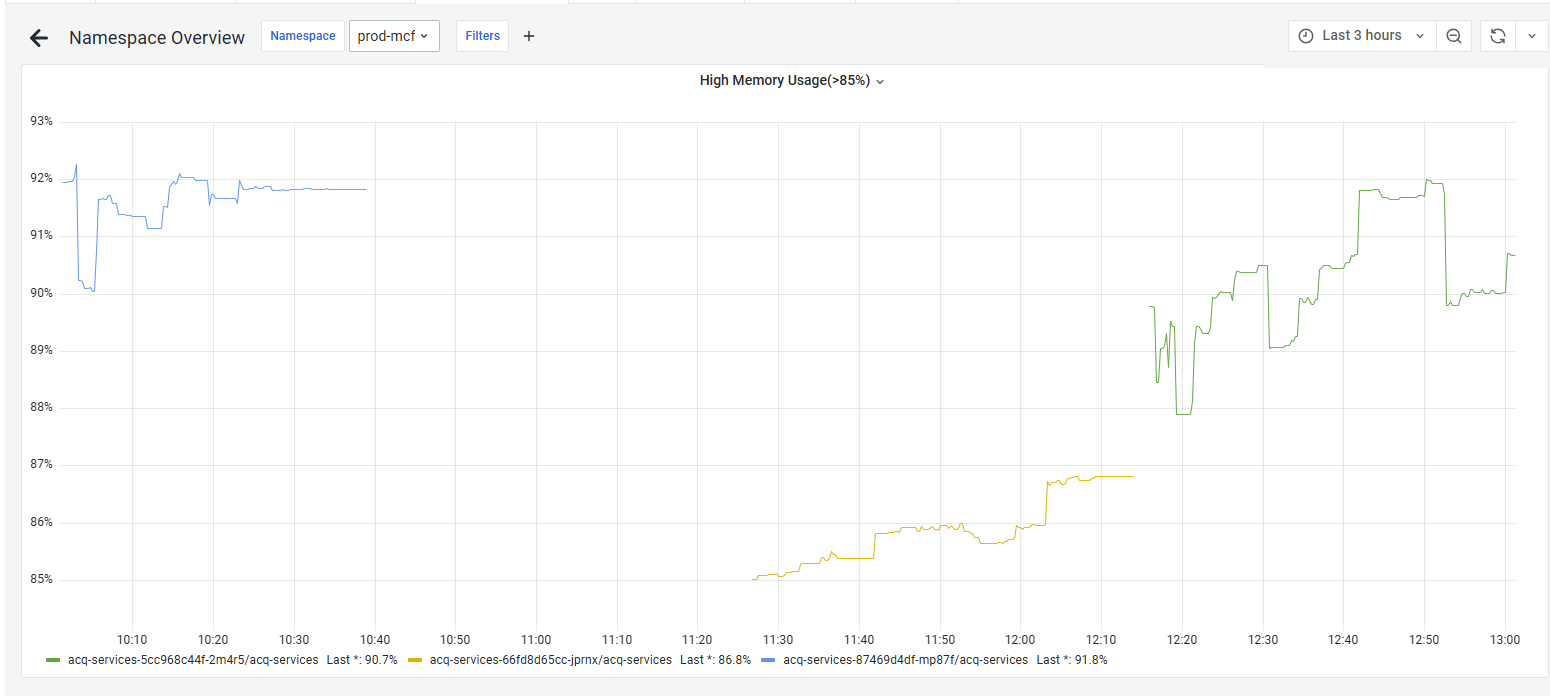 Namespace Overview Namespace prod-mcf Filters + Last 3 hours
High Memory Usage(>85%)
93%
92%
91%
90%
89%
88%
87%
86%
85%
10:10 10:20 10:30 10:40 10:50 11:00 11:10 11:20 11:30 11:40 11:50 12:00 12:10 12:20 12:30 12:40 12:50 13:00
acq-services-5cc968c44f-2m4r5/acq-services Last *: 90.7% acq-services-66fd8d65cc-jprnx/acq-services Last *: 86.8% acq-services-87469d4df-mp87f/acq-services Last *: 91.8%